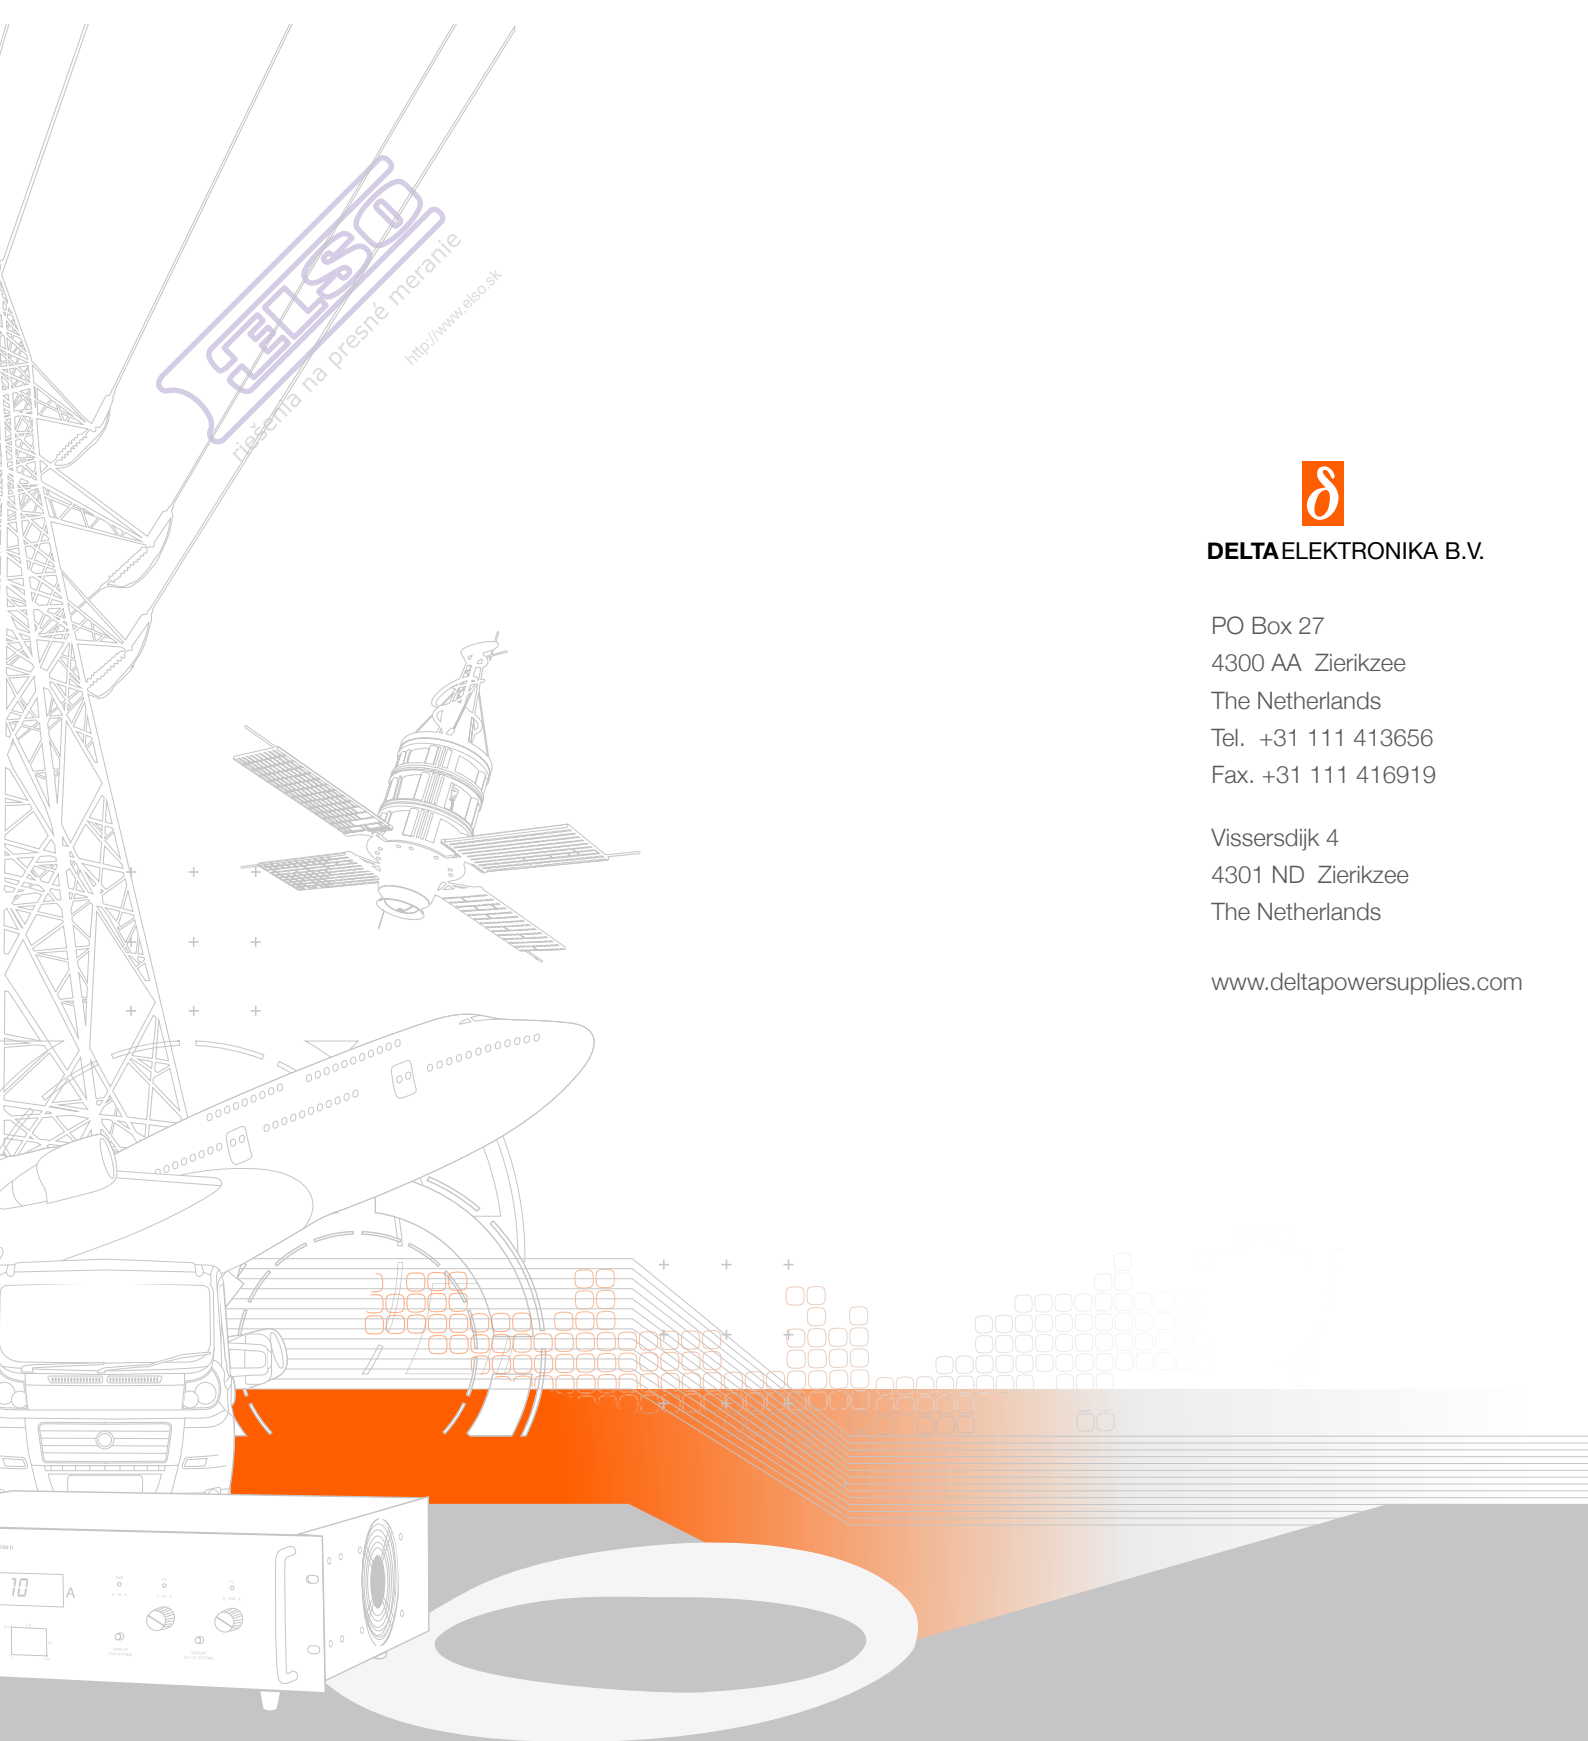 ELSO
riešenia na presné meranie
http://www.elso.sk
δ
DELTA ELEKTRONIKA B.V.
PO Box 27
4300 AA Zierikzee
The Netherlands
Tel. +31 111 413656
Fax. +31 111 416919
Vissersdijk 4
4301 ND Zierikzee
The Netherlands
www.deltapowersupplies.com
10 A